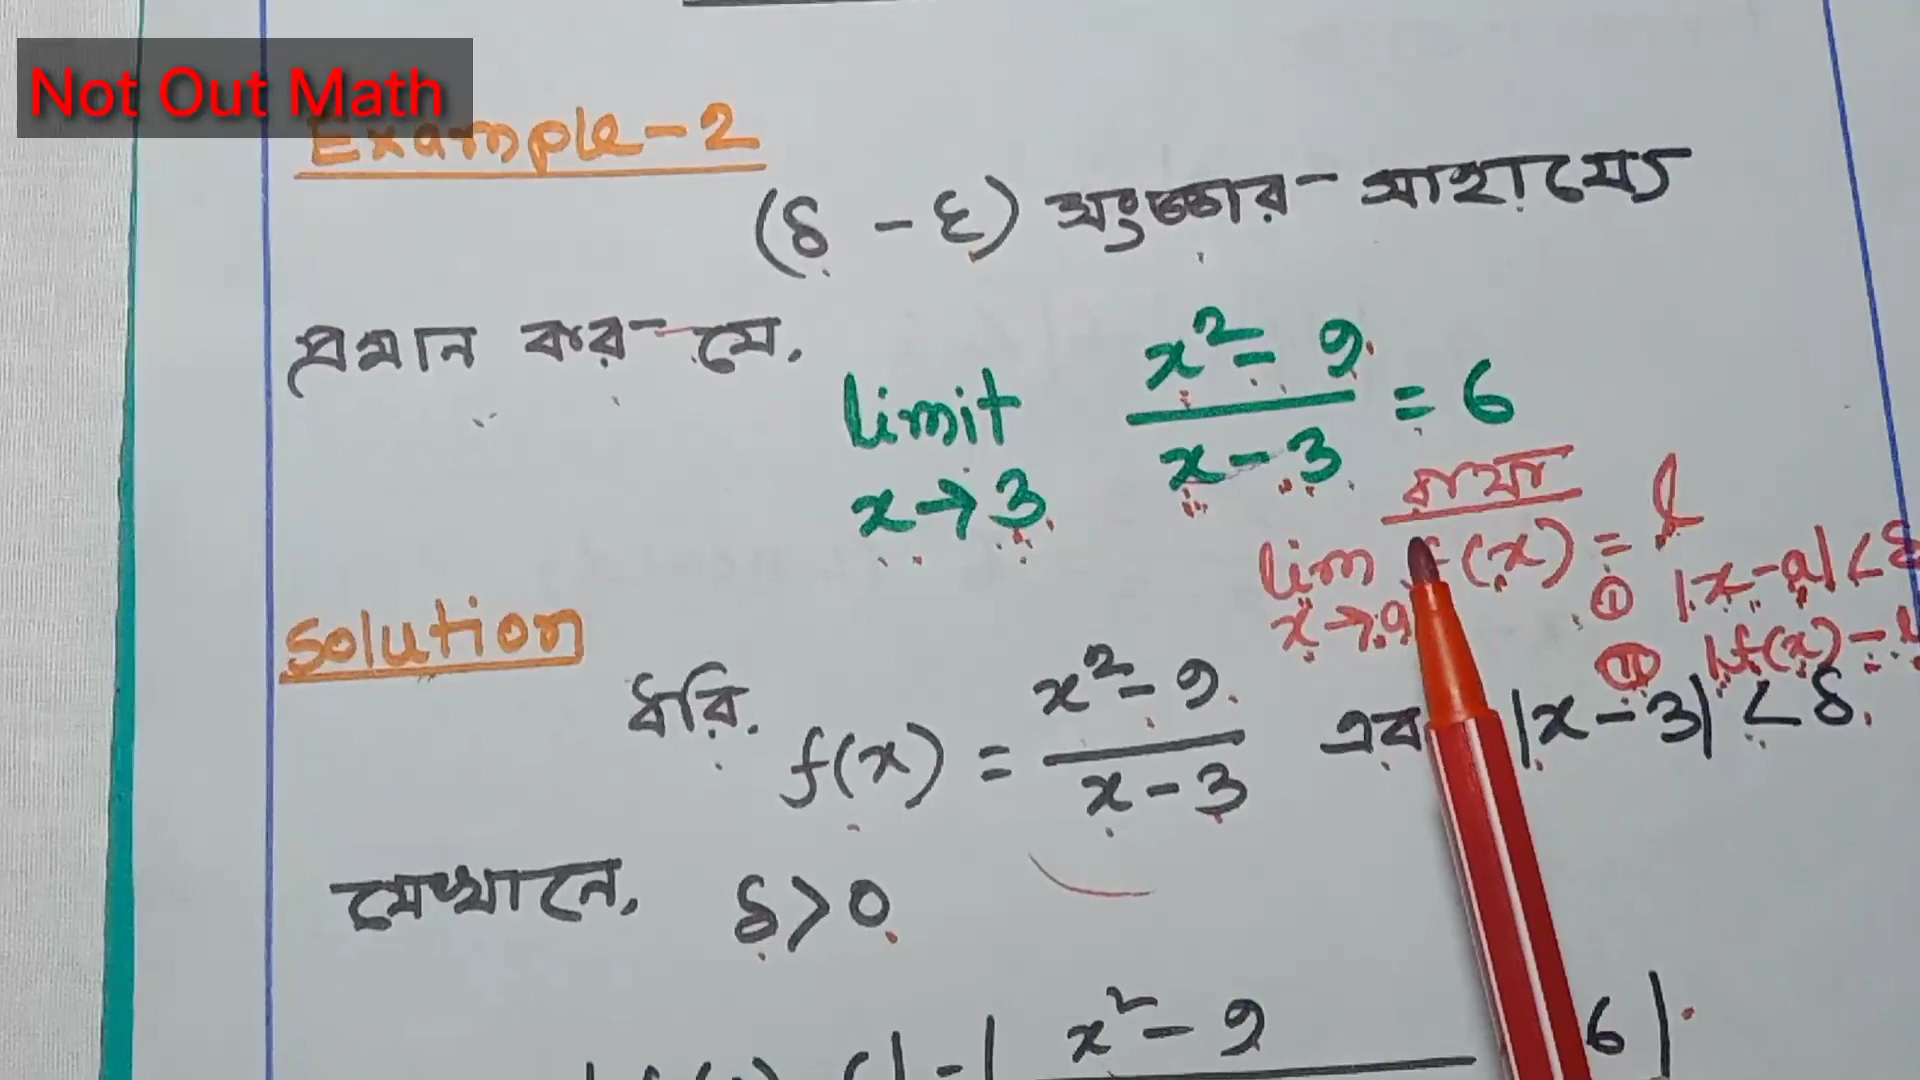 Not Out Math
Example-2
(δ - ε) সংজ্ঞার সাহায্যে
প্রমান কর যে,
limit x→3 (x² - 9)/(x - 3) = 6
lim x→a f(x) = l
① |x-a| <
② |f(x) - l
Solution
ধরি, f(x) = (x² - 9)/(x - 3) এবং |x-3| < δ.
যেখানে, δ>0
x² - 9 6|